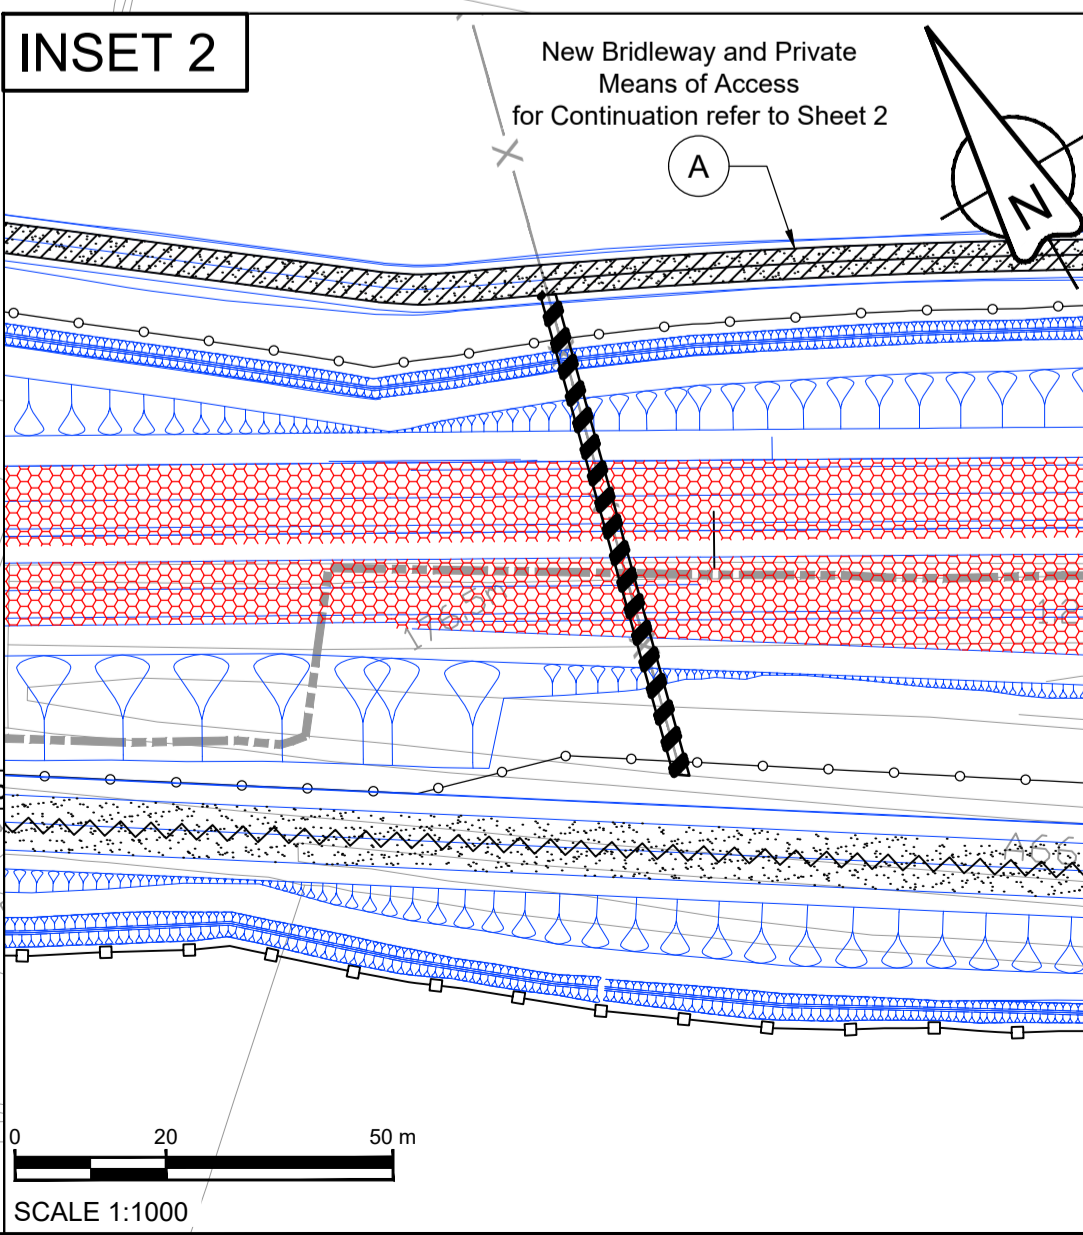 INSET 2
New Bridleway and Private
Means of Access
for Continuation refer to Sheet 2
A
N
A66
0 20 50 m
SCALE 1:1000